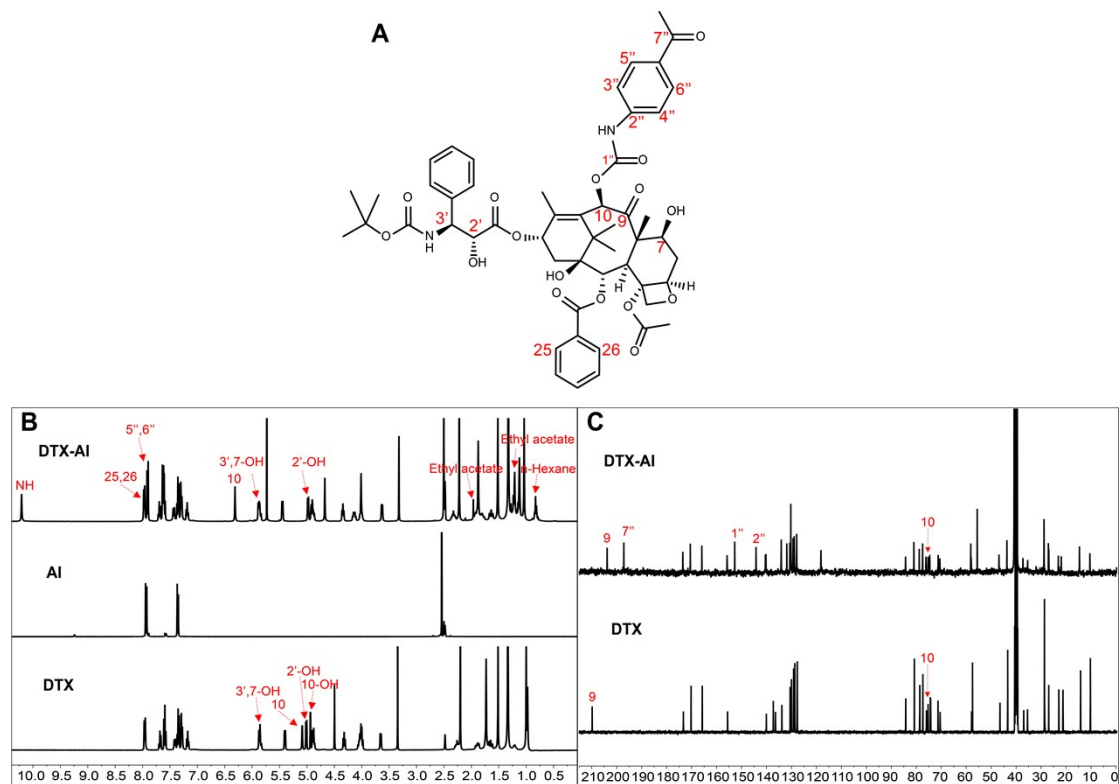 A
7”
O
5”
3”
6”
4”
2”
HN
1”
O
O
O
O
10
9
OH
3’
2’
7
O
N
H
O
O
OH
HO
H
H
O
O
O
O
O
25
26
B
DTX-AI
5”,6”
25,26
NH
3’,7-OH
10
2’-OH
Ethyl acetate
Ethyl acetate
n-Hexane
AI
DTX
3’,7-OH
10
2’-OH
10-OH
10.0 9.5 9.0 8.5 8.0 7.5 7.0 6.5 6.0 5.5 5.0 4.5 4.0 3.5 3.0 2.5 2.0 1.5 1.0 0.5
C
DTX-AI
9
7”
1”
2”
10
DTX
9
10
210 200 190 180 170 160 150 140 130 120 110 100 90 80 70 60 50 40 30 20 10 0